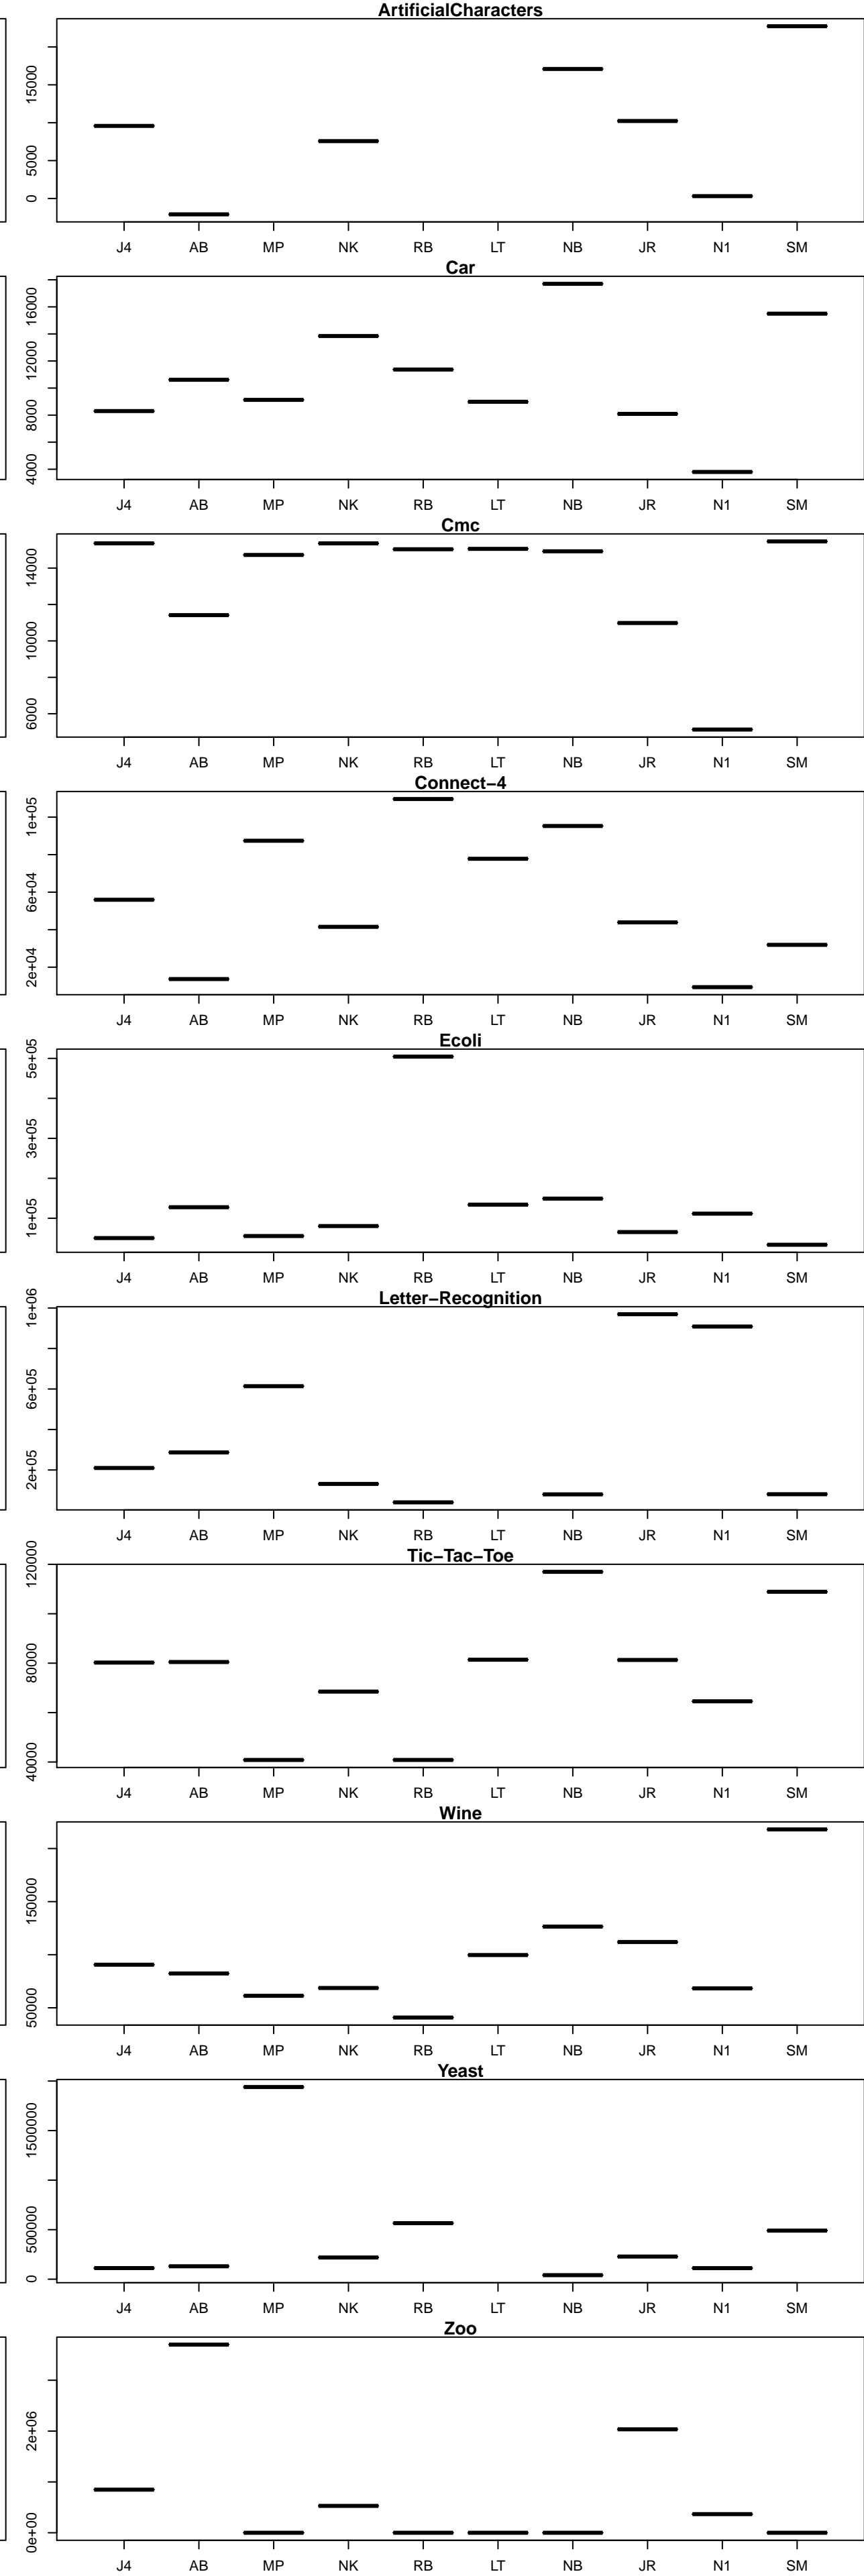 ArtificialCharacters
15000
5000
0
J4 AB MP NK RB LT NB JR N1 SM
Car
16000
12000
8000
4000
J4 AB MP NK RB LT NB JR N1 SM
Cmc
14000
10000
6000
J4 AB MP NK RB LT NB JR N1 SM
Connect−4
1e+05
6e+04
2e+04
J4 AB MP NK RB LT NB JR N1 SM
Ecoli
5e+05
3e+05
1e+05
J4 AB MP NK RB LT NB JR N1 SM
Letter−Recognition
1e+06
6e+05
2e+05
J4 AB MP NK RB LT NB JR N1 SM
Tic−Tac−Toe
120000
80000
40000
J4 AB MP NK RB LT NB JR N1 SM
Wine
150000
50000
J4 AB MP NK RB LT NB JR N1 SM
Yeast
1500000
500000
0
J4 AB MP NK RB LT NB JR N1 SM
Zoo
2e+06
0e+00
J4 AB MP NK RB LT NB JR N1 SM